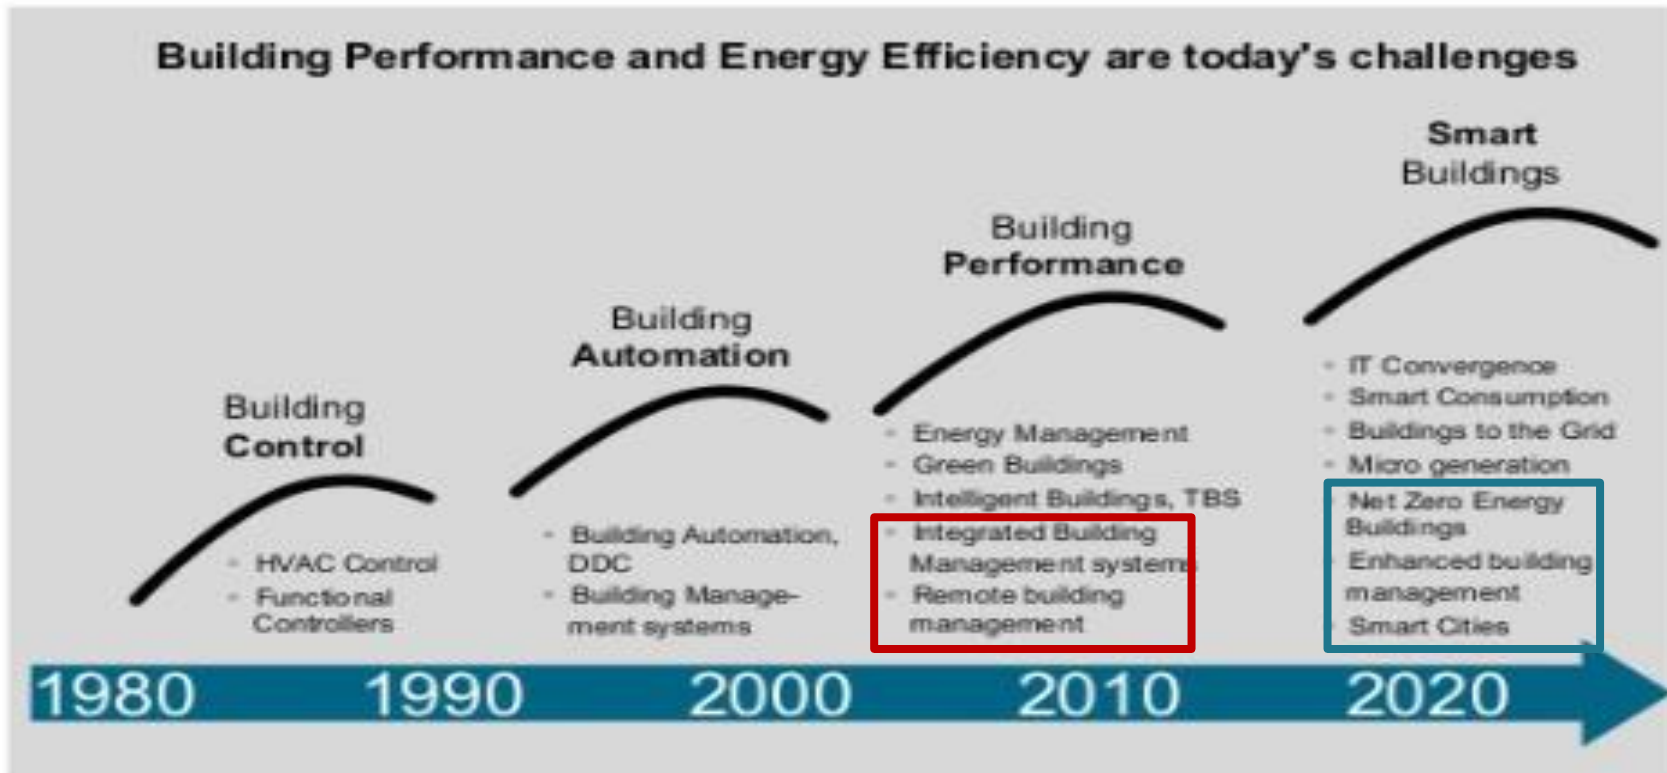 Building Performance and Energy Efficiency are today's challenges
Smart
Buildings
Building
Performance
Building
Automation
Building
Control
• HVAC Control
• Functional
Controllers
• Building Automation,
DDC
• Building Manage-
ment systems
• Energy Management
• Green Buildings
• Intelligent Buildings, TBS
• Integrated Building
Management systems
• Remote building
management
• IT Convergence
• Smart Consumption
• Buildings to the Grid
• Micro generation
• Net Zero Energy
Buildings
• Enhanced building
management
• Smart Cities
1980 1990 2000 2010 2020